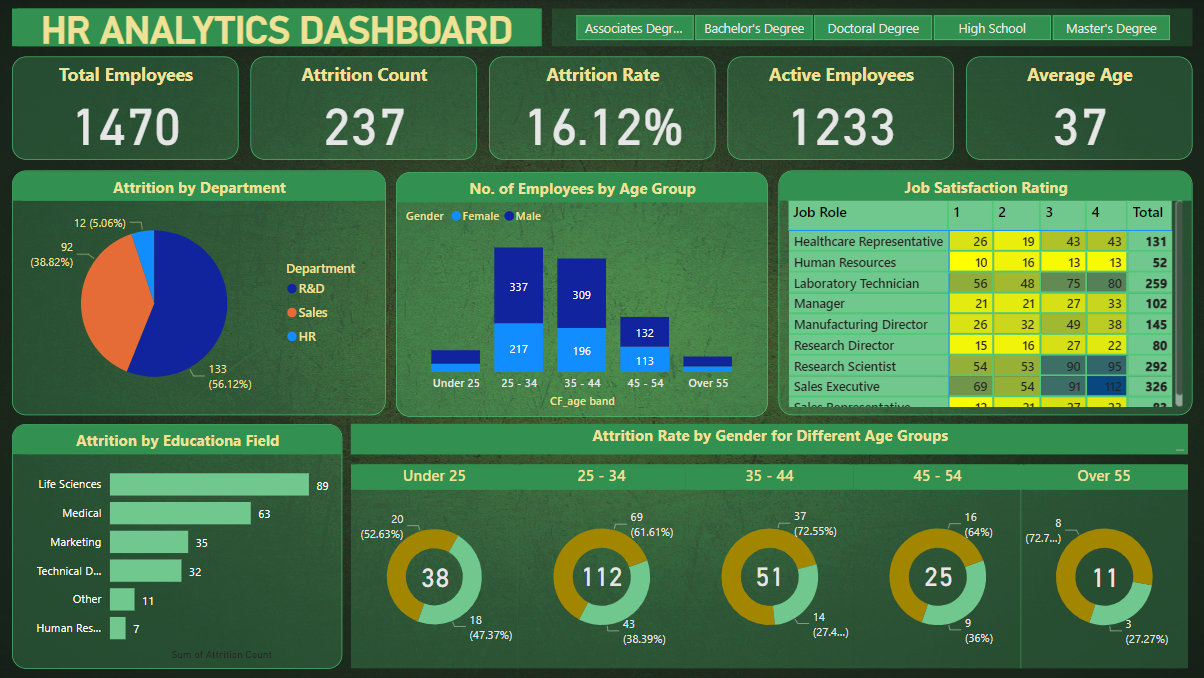 HR ANALYTICS DASHBOARD
Associates Degr... Bachelor's Degree Doctoral Degree High School Master's Degree
Total Employees
1470
Attrition Count
237
Attrition Rate
16.12%
Active Employees
1233
Average Age
37
Attrition by Department
12 (5.06%)
92
(38.82%)
133
(56.12%)
Department
R&D
Sales
HR
No. of Employees by Age Group
Gender Female Male
337 309 132
217 196 113
Under 25 25 - 34 35 - 44 45 - 54 Over 55
CF_age band
Job Satisfaction Rating
Job Role 1 2 3 4 Total
Healthcare Representative 26 19 43 43 131
Human Resources 10 16 13 13 52
Laboratory Technician 56 48 75 80 259
Manager 21 21 27 33 102
Manufacturing Director 26 32 49 38 145
Research Director 15 16 27 22 80
Research Scientist 54 53 90 95 292
Sales Executive 69 54 91 112 326
Sales Representative
Attrition by Educationa Field
Life Sciences 89
Medical 63
Marketing 35
Technical D... 32
Other 11
Human Res... 7
Sum of Attrition Count
Attrition Rate by Gender for Different Age Groups
Under 25
20
(52.63%)
38
18
(47.37%)
25 - 34
69
(61.61%)
112
43
(38.39%)
35 - 44
37
(72.55%)
51
14
(27.4...)
45 - 54
16
(64%)
25
9
(36%)
Over 55
8
(72.7...)
11
3
(27.27%)